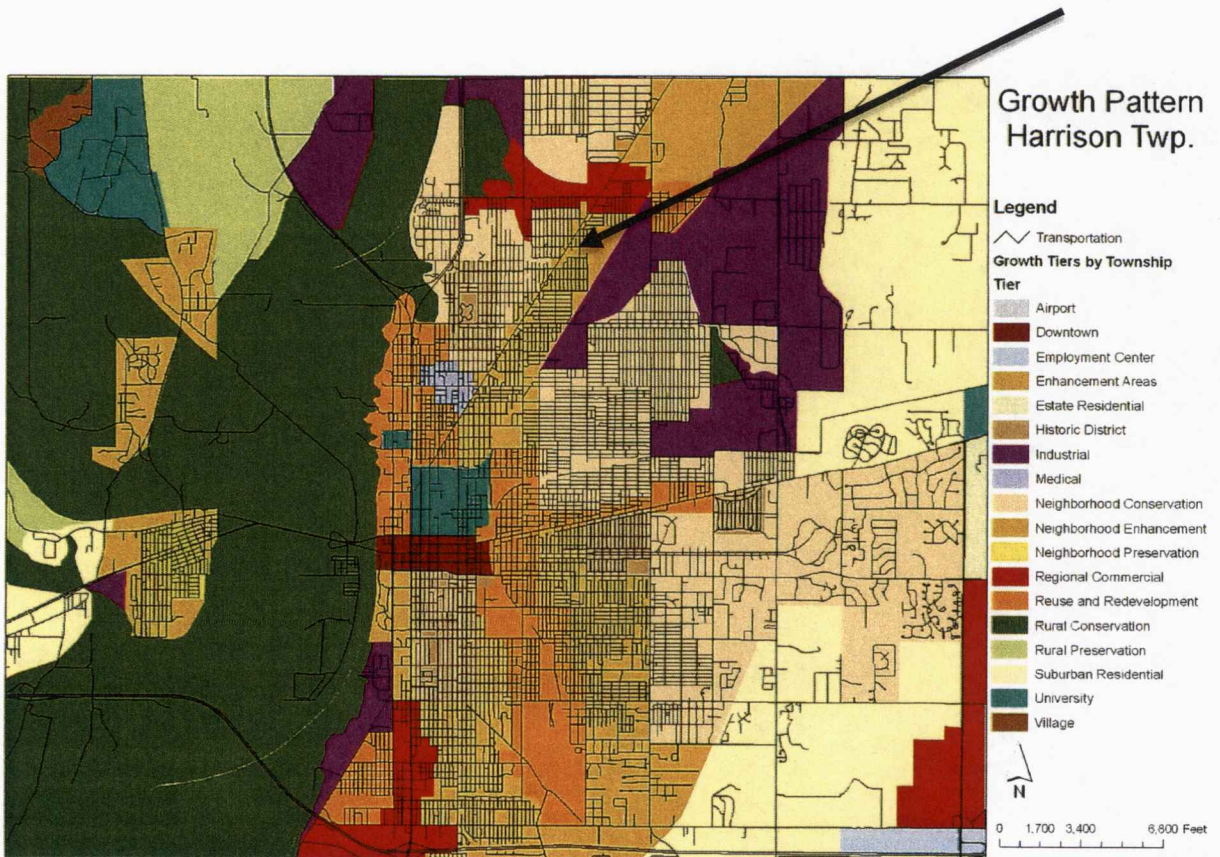 Growth Pattern
Harrison Twp.
Legend
Transportation
Growth Tiers by Township
Tier
Airport
Downtown
Employment Center
Enhancement Areas
Estate Residential
Historic District
Industrial
Medical
Neighborhood Conservation
Neighborhood Enhancement
Neighborhood Preservation
Regional Commercial
Reuse and Redevelopment
Rural Conservation
Rural Preservation
Suburban Residential
University
Village
N
0 1,700 3,400 6,800 Feet